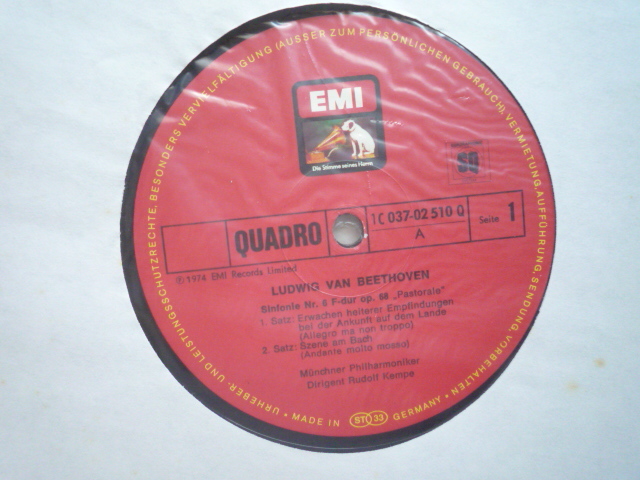 URHEBER- UND LEISTUNGSSCHUTZRECHTE, BESONDERS VERVIELFÄLTIGUNG (AUSSER ZUM PERSÖNLICHEN GEBRAUCH), VERMIETUNG, AUFFÜHRUNG, SENDUNG, VORBEHALTEN •
EMI
Die Stimme seines Herrn
SQ
QUADRO
1C 037-02 510 Q
A
Seite 1
℗ 1974 EMI Records Limited
LUDWIG VAN BEETHOVEN
Sinfonie Nr. 6 F-dur op. 68 „Pastorale"
1. Satz: Erwachen heiterer Empfindungen
bei der Ankunft auf dem Lande
(Allegro ma non troppo)
2. Satz: Szene am Bach
(Andante molto mosso)
Münchner Philharmoniker
Dirigent Rudolf Kempe
• MADE IN ST 33 GERMANY •